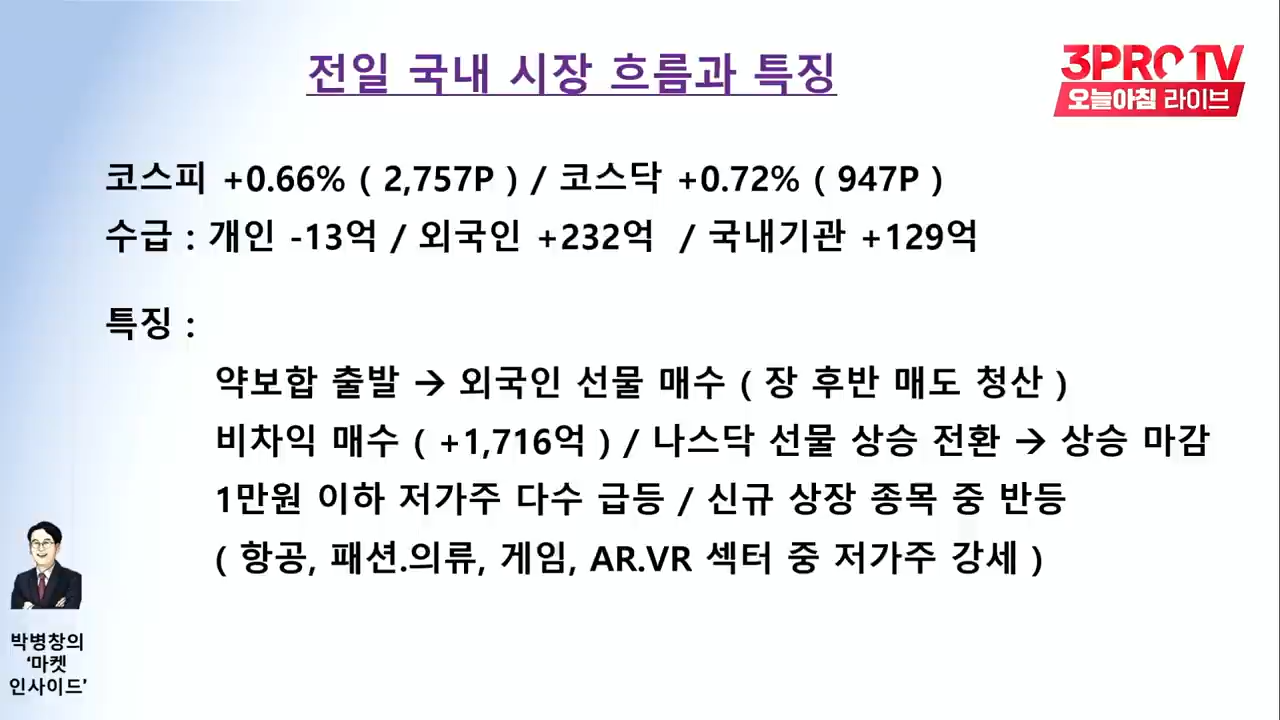 전일 국내 시장 흐름과 특징
3PRO TV
오늘아침 라이브
코스피 +0.66% ( 2,757P ) / 코스닥 +0.72% ( 947P )
수급 : 개인 -13억 / 외국인 +232억 / 국내기관 +129억
특징 :
약보합 출발 → 외국인 선물 매수 ( 장 후반 매도 청산 )
비차익 매수 ( +1,716억 ) / 나스닥 선물 상승 전환 → 상승 마감
1만원 이하 저가주 다수 급등 / 신규 상장 종목 중 반등
( 항공, 패션.의류, 게임, AR.VR 섹터 중 저가주 강세 )
박병창의
‘마켓
인사이드’